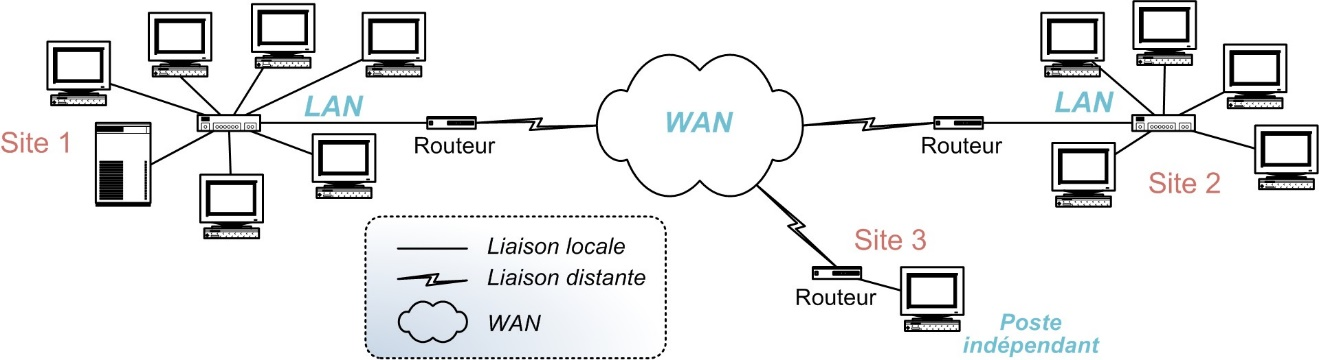 Site 1
LAN
Routeur
WAN
LAN
Routeur
Site 2
Site 3
Routeur
Poste
indépendant
Liaison locale
Liaison distante
WAN